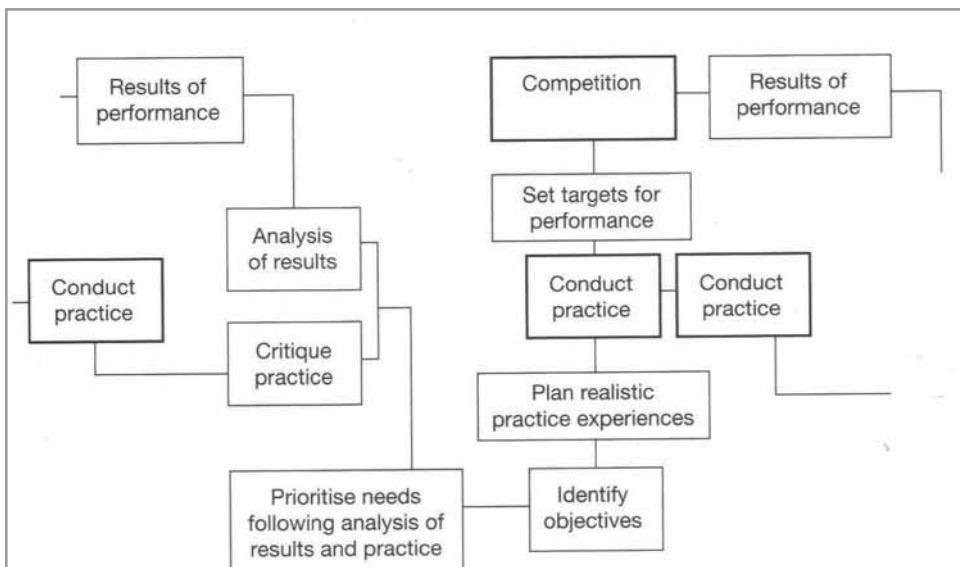 Results of
performance
Competition
Results of
performance
Set targets for
performance
Analysis
of results
Conduct
practice
Conduct
practice
Conduct
practice
Critique
practice
Plan realistic
practice experiences
Prioritise needs
following analysis of
results and practice
Identify
objectives